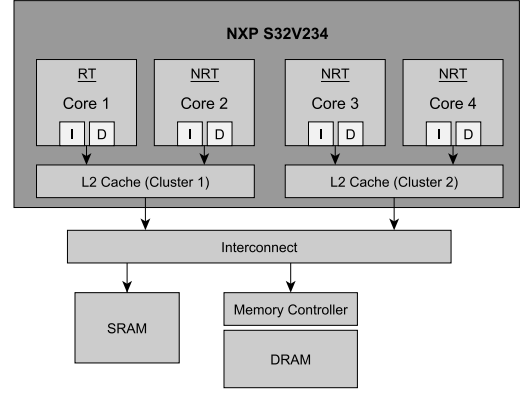 NXP S32V234
RT
Core 1
I D
NRT
Core 2
I D
NRT
Core 3
I D
NRT
Core 4
I D
L2 Cache (Cluster 1)
L2 Cache (Cluster 2)
Interconnect
SRAM
Memory Controller
DRAM